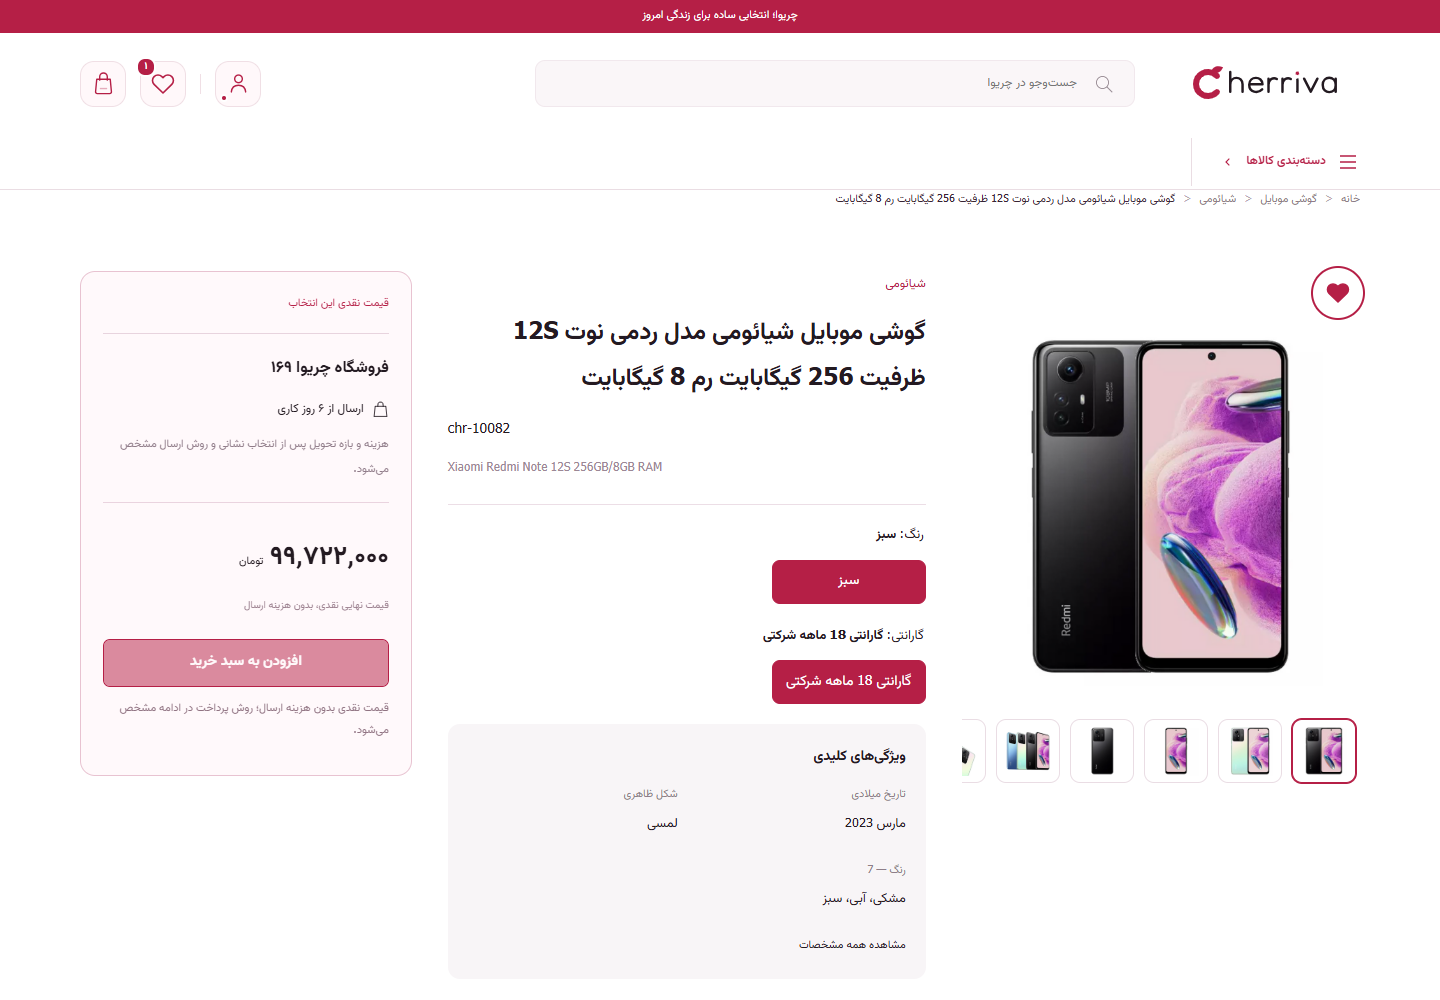 چریوا؛ انتخابی ساده برای زندگی امروز
Cherriva
جست‌وجو در چریوا
۱
دسته‌بندی کالاها
خانه > گوشی موبایل > شیائومی > گوشی موبایل شیائومی مدل ردمی نوت 12S ظرفیت 256 گیگابایت رم 8 گیگابایت
Redmi
شیائومی
گوشی موبایل شیائومی مدل ردمی نوت 12S
ظرفیت 256 گیگابایت رم 8 گیگابایت
chr-10082
Xiaomi Redmi Note 12S 256GB/8GB RAM
رنگ: سبز
سبز
گارانتی: گارانتی 18 ماهه شرکتی
گارانتی 18 ماهه شرکتی
ویژگی‌های کلیدی
تاریخ میلادی
مارس 2023
شکل ظاهری
لمسی
رنگ — 7
مشکی، آبی، سبز
مشاهده همه مشخصات
قیمت نقدی این انتخاب
فروشگاه چریوا ۱۶۹
ارسال از ۶ روز کاری
هزینه و بازه تحویل پس از انتخاب نشانی و روش ارسال مشخص
می‌شود.
۹۹,۷۲۲,۰۰۰ تومان
قیمت نهایی نقدی، بدون هزینه ارسال
افزودن به سبد خرید
قیمت نقدی بدون هزینه ارسال؛ روش پرداخت در ادامه مشخص
می‌شود.